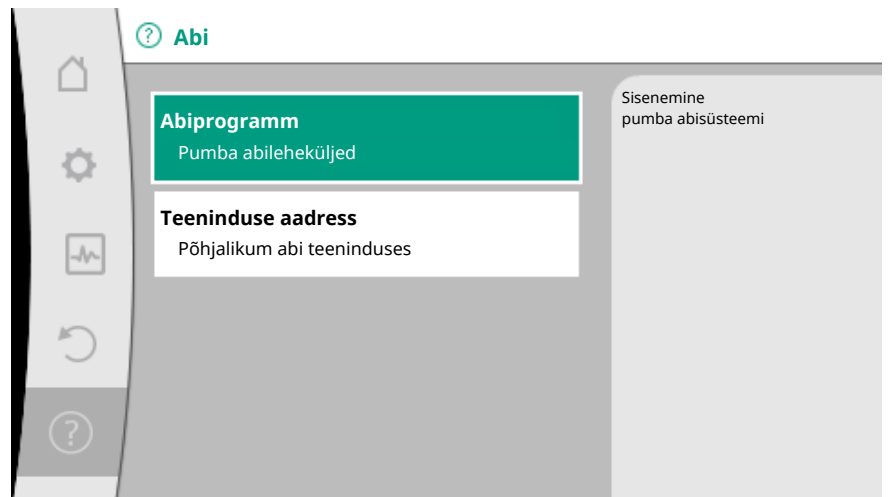 Abi
Abiprogramm
Pumba abileheküljed
Teeninduse aadress
Põhjalikum abi teeninduses
Sisenemine
pumba abisüsteemi